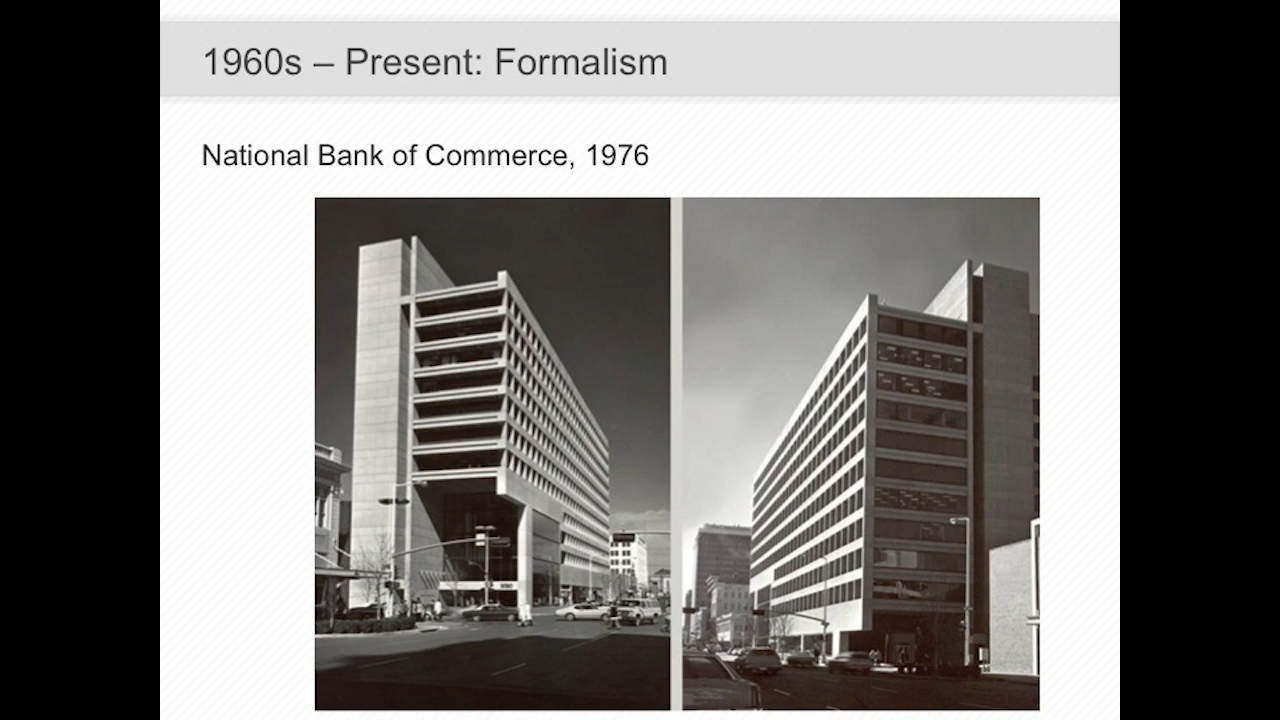 1960s – Present: Formalism
National Bank of Commerce, 1976